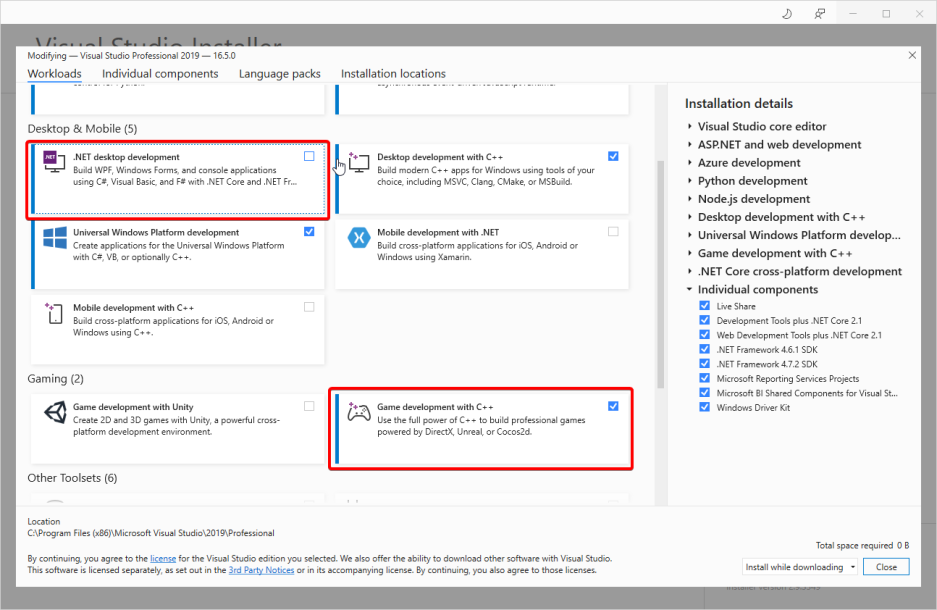 Visual Studio Installer
Modifying — Visual Studio Professional 2019 — 16.5.0
Workloads Individual components Language packs Installation locations
Desktop & Mobile (5)
.NET desktop development
Build WPF, Windows Forms, and console applications
using C#, Visual Basic, and F# with .NET Core and .NET Fr...
Desktop development with C++
Build modern C++ apps for Windows using tools of your
choice, including MSVC, Clang, CMake, or MSBuild.
Universal Windows Platform development
Create applications for the Universal Windows Platform
with C#, VB, or optionally C++.
Mobile development with .NET
Build cross-platform applications for iOS, Android or
Windows using Xamarin.
Mobile development with C++
Build cross-platform applications for iOS, Android or
Windows using C++.
Gaming (2)
Game development with Unity
Create 2D and 3D games with Unity, a powerful cross-
platform development environment.
Game development with C++
Use the full power of C++ to build professional games
powered by DirectX, Unreal, or Cocos2d.
Other Toolsets (6)
Installation details
Visual Studio core editor
ASP.NET and web development
Azure development
Python development
Node.js development
Desktop development with C++
Universal Windows Platform develop...
Game development with C++
.NET Core cross-platform development
Individual components
Live Share
Development Tools plus .NET Core 2.1
Web Development Tools plus .NET Core 2.1
.NET Framework 4.6.1 SDK
.NET Framework 4.7.2 SDK
Microsoft Reporting Services Projects
Microsoft BI Shared Components for Visual St...
Windows Driver Kit
Location
C:\Program Files (x86)\Microsoft Visual Studio\2019\Professional
By continuing, you agree to the license for the Visual Studio edition you selected. We also offer the ability to download other software with Visual Studio.
This software is licensed separately, as set out in the 3rd Party Notices or in its accompanying license. By continuing, you also agree to those licenses.
Total space required 0 B
Install while downloading
Close